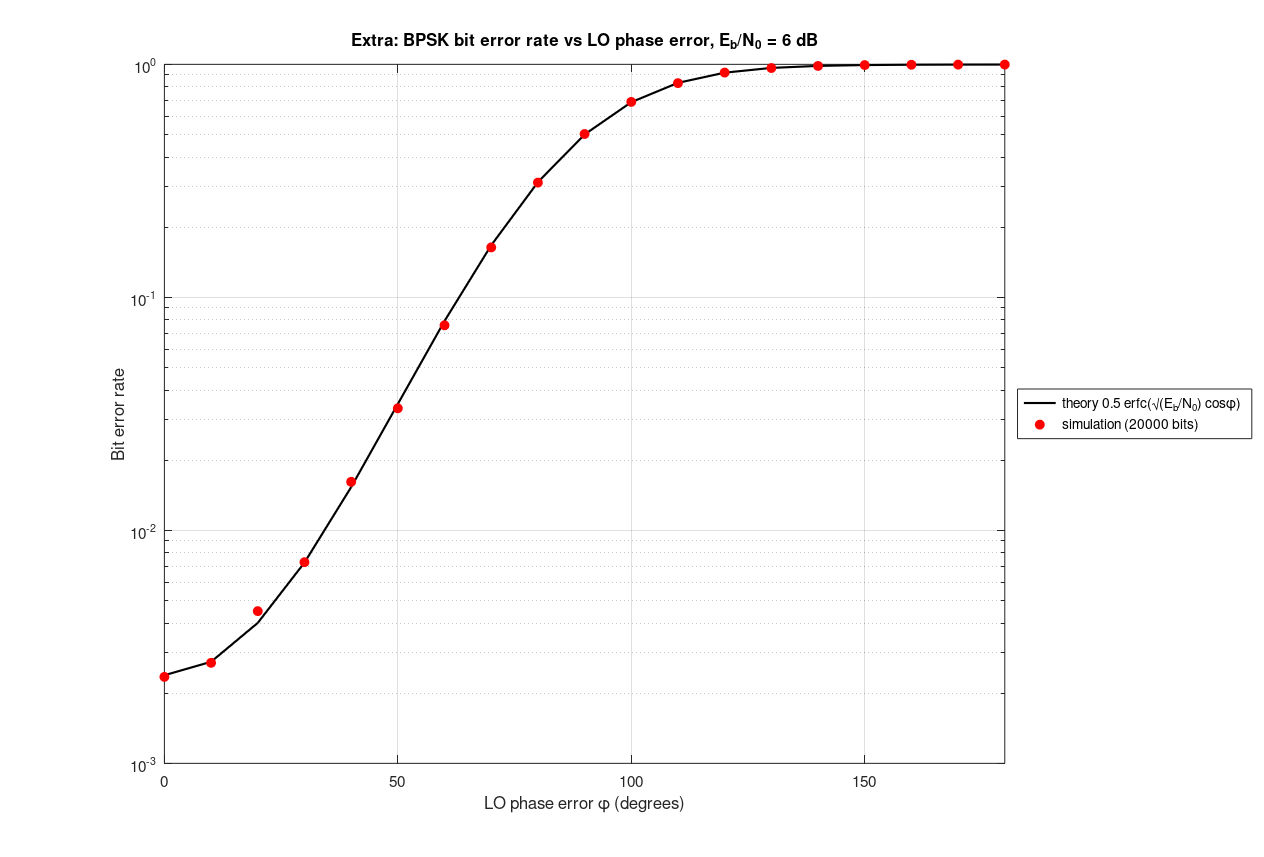 Extra: BPSK bit error rate vs LO phase error, E_b/N_0 = 6 dB
10^0
10^-1
10^-2
10^-3
Bit error rate
0 50 100 150
LO phase error φ (degrees)
theory 0.5 erfc(√(E_b/N_0) cosφ)
simulation (20000 bits)